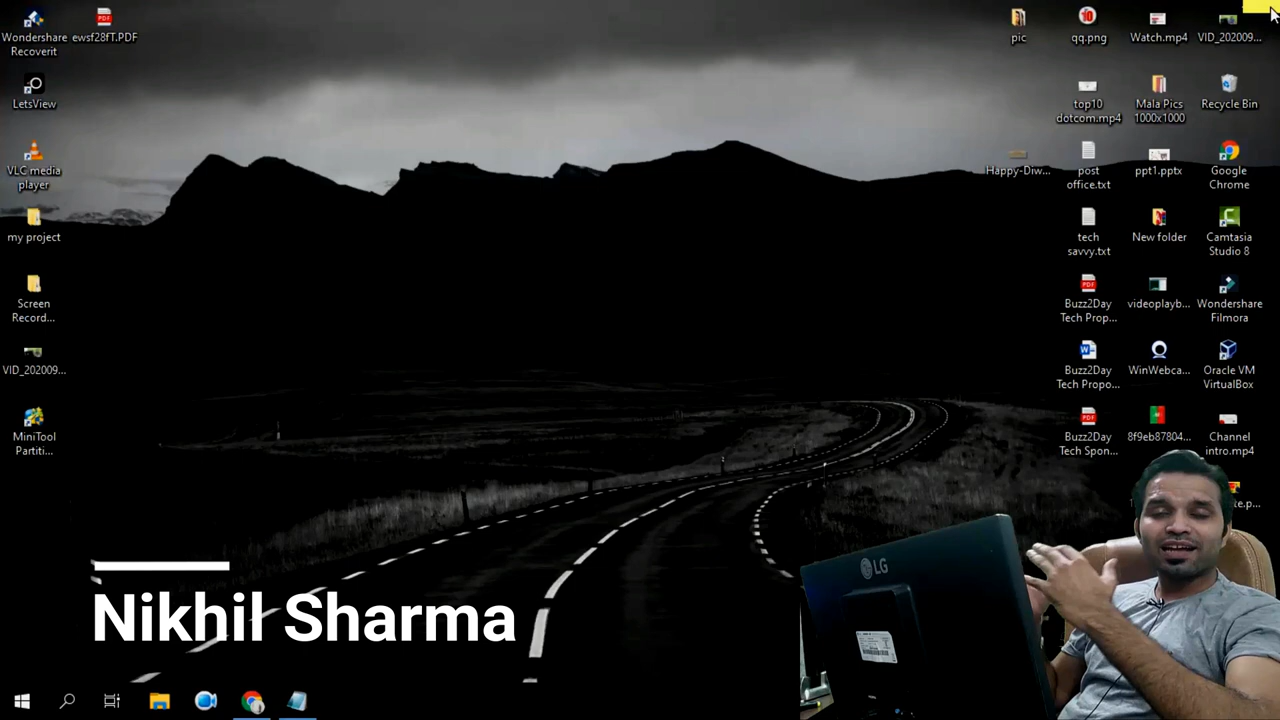 Wondershare
Recoverit
ewsf28fT.PDF
LetsView
VLC media
player
my project
Screen
Record...
VID_202009...
MiniTool
Partiti...
pic
qq.png
Watch.mp4
VID_202009...
top10
dotcom.mp4
Mala Pics
1000x1000
Recycle Bin
Happy-Diw...
post
office.txt
ppt1.pptx
Google
Chrome
tech
savvy.txt
New folder
Camtasia
Studio 8
Buzz2Day
Tech Prop...
videoplayb...
Wondershare
Filmora
Buzz2Day
Tech Propo...
WinWebca...
Oracle VM
VirtualBox
Buzz2Day
Tech Spon...
8f9eb87804...
Channel
intro.mp4
LG
Nikhil Sharma